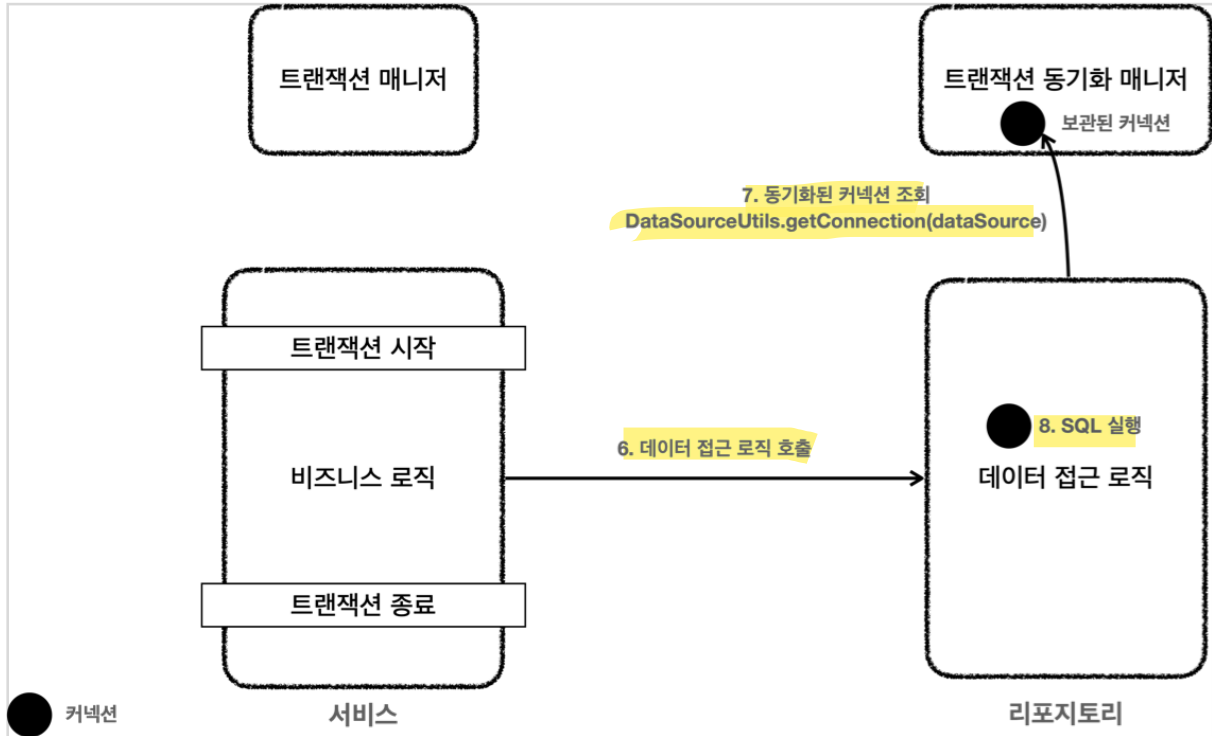 트랜잭션 매니저
트랜잭션 동기화 매니저
보관된 커넥션
7. 동기화된 커넥션 조회
DataSourceUtils.getConnection(dataSource)
트랜잭션 시작
비즈니스 로직
트랜잭션 종료
6. 데이터 접근 로직 호출
8. SQL 실행
데이터 접근 로직
커넥션
서비스
리포지토리